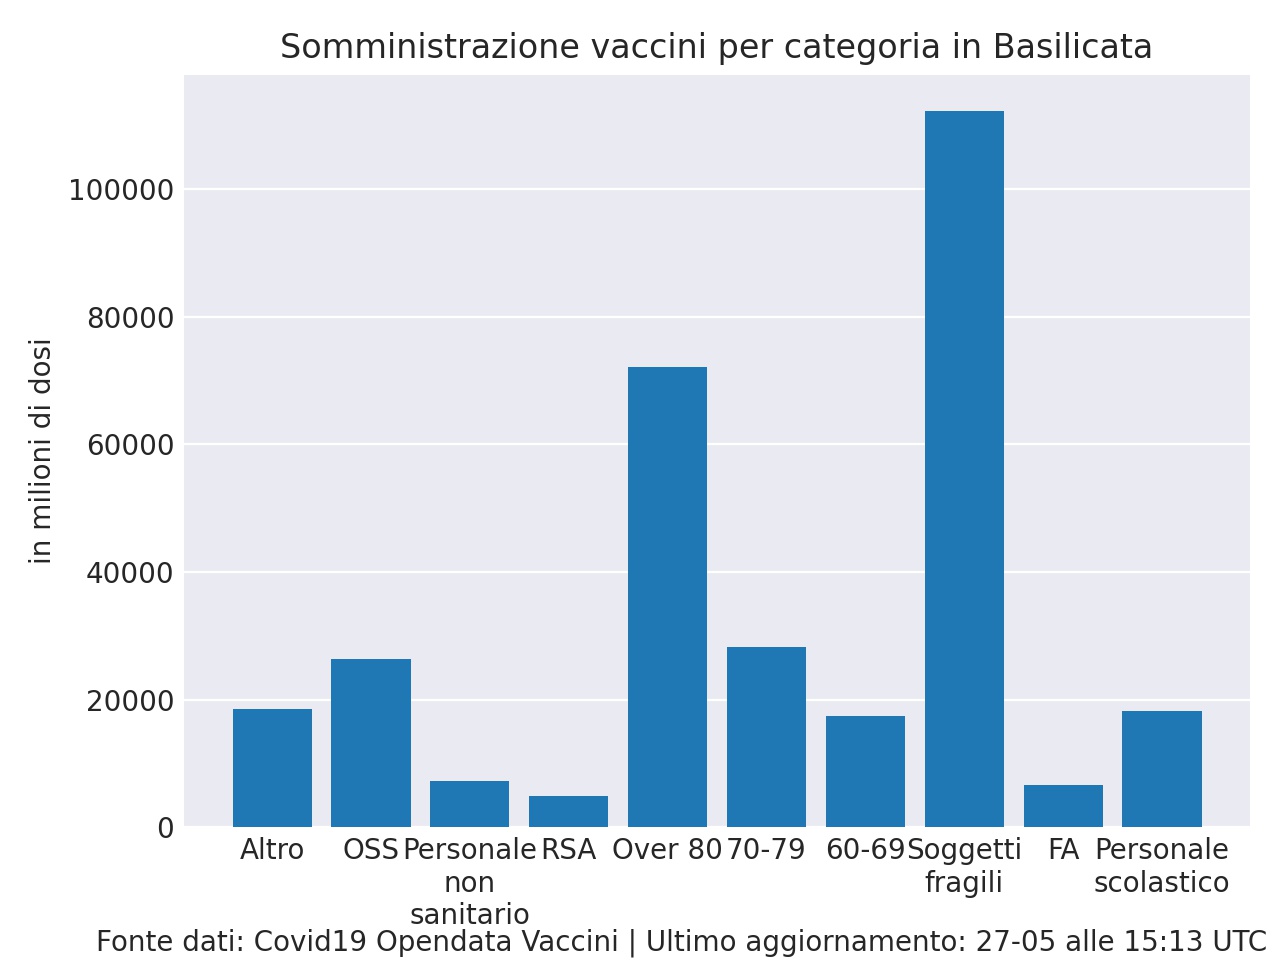 Somministrazione vaccini per categoria in Basilicata
in milioni di dosi
100000
80000
60000
40000
20000
0
Altro
OSS
Personale
non
sanitario
RSA
Over 80
70-79
60-69
Soggetti
fragili
FA
Personale
scolastico
Fonte dati: Covid19 Opendata Vaccini | Ultimo aggiornamento: 27-05 alle 15:13 UTC